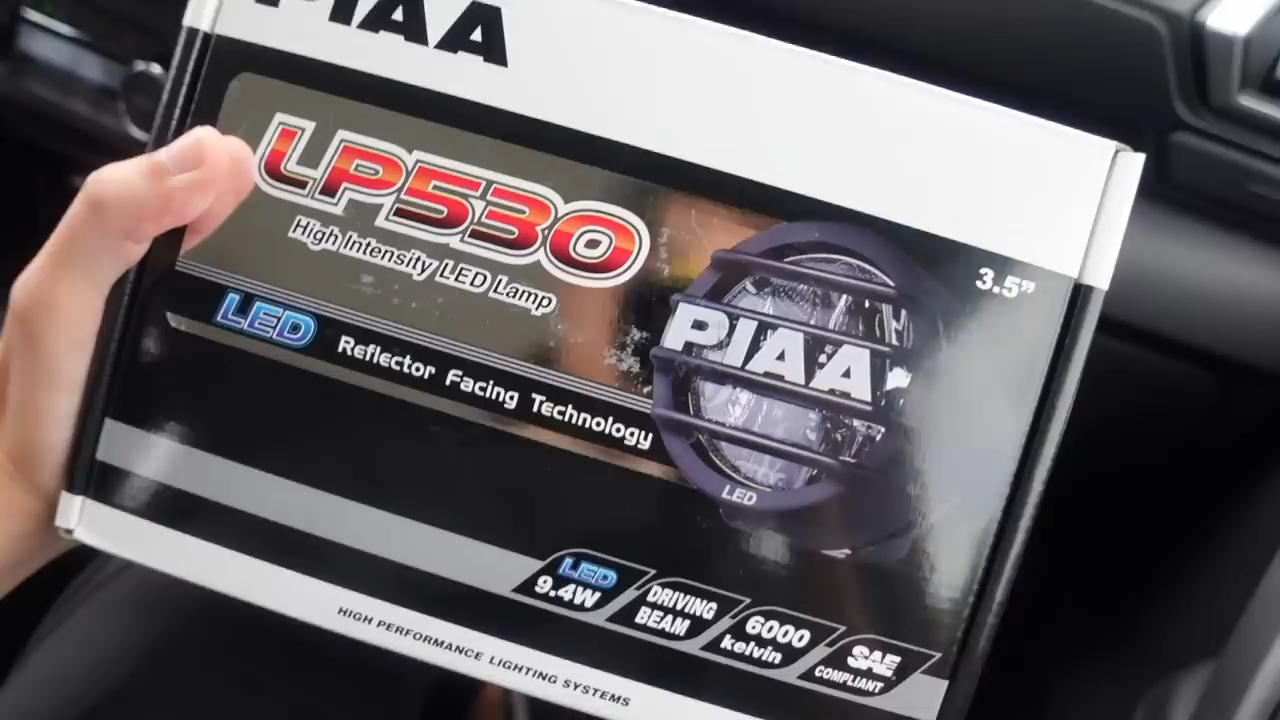 PIAA
LP530
High Intensity LED Lamp
3.5"
LED Reflector Facing Technology
PIAA
LED
LED
9.4W
DRIVING
BEAM
6000
kelvin
SAE
COMPLIANT
HIGH PERFORMANCE LIGHTING SYSTEMS